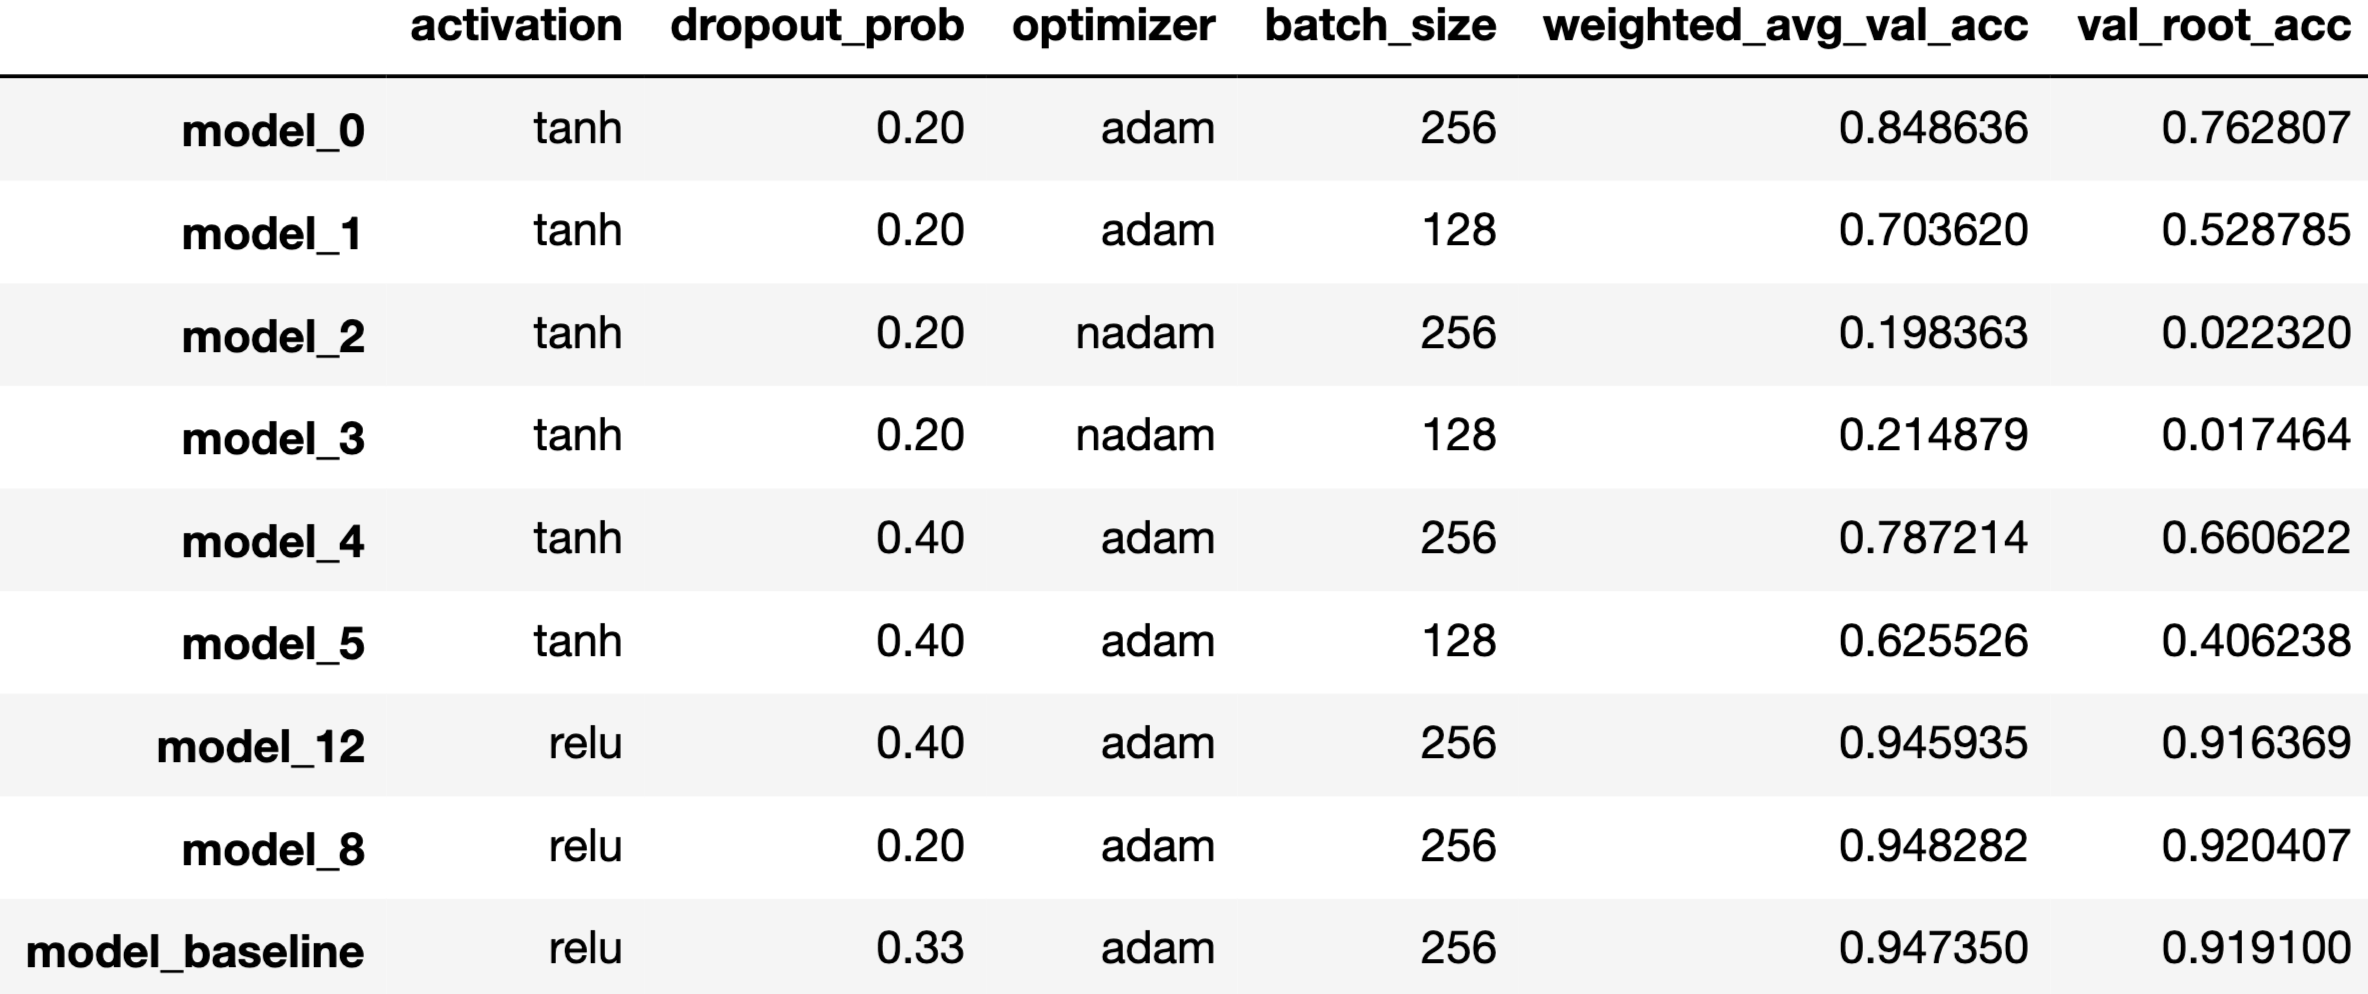 activation dropout_prob optimizer batch_size weighted_avg_val_acc val_root_acc
model_0 tanh 0.20 adam 256 0.848636 0.762807
model_1 tanh 0.20 adam 128 0.703620 0.528785
model_2 tanh 0.20 nadam 256 0.198363 0.022320
model_3 tanh 0.20 nadam 128 0.214879 0.017464
model_4 tanh 0.40 adam 256 0.787214 0.660622
model_5 tanh 0.40 adam 128 0.625526 0.406238
model_12 relu 0.40 adam 256 0.945935 0.916369
model_8 relu 0.20 adam 256 0.948282 0.920407
model_baseline relu 0.33 adam 256 0.947350 0.919100